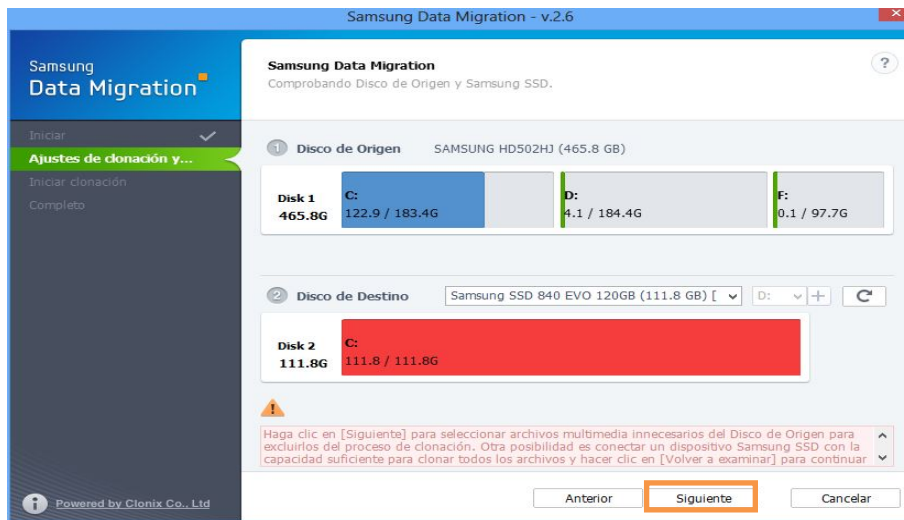 Samsung Data Migration - v.2.6
Samsung
Data Migration
Samsung Data Migration
Comprobando Disco de Origen y Samsung SSD.
?
Iniciar
Ajustes de clonación y...
Iniciar clonación
Completo
1 Disco de Origen SAMSUNG HD502HJ (465.8 GB)
Disk 1
465.8G
C:
122.9 / 183.4G
D:
4.1 / 184.4G
F:
0.1 / 97.7G
2 Disco de Destino Samsung SSD 840 EVO 120GB (111.8 GB) [ D:
Disk 2
111.8G
C:
111.8 / 111.8G
Haga clic en [Siguiente] para seleccionar archivos multimedia innecesarios del Disco de Origen para
excluirlos del proceso de clonación. Otra posibilidad es conectar un dispositivo Samsung SSD con la
capacidad suficiente para clonar todos los archivos y hacer clic en [Volver a examinar] para continuar
Powered by Clonix Co., Ltd
Anterior Siguiente Cancelar